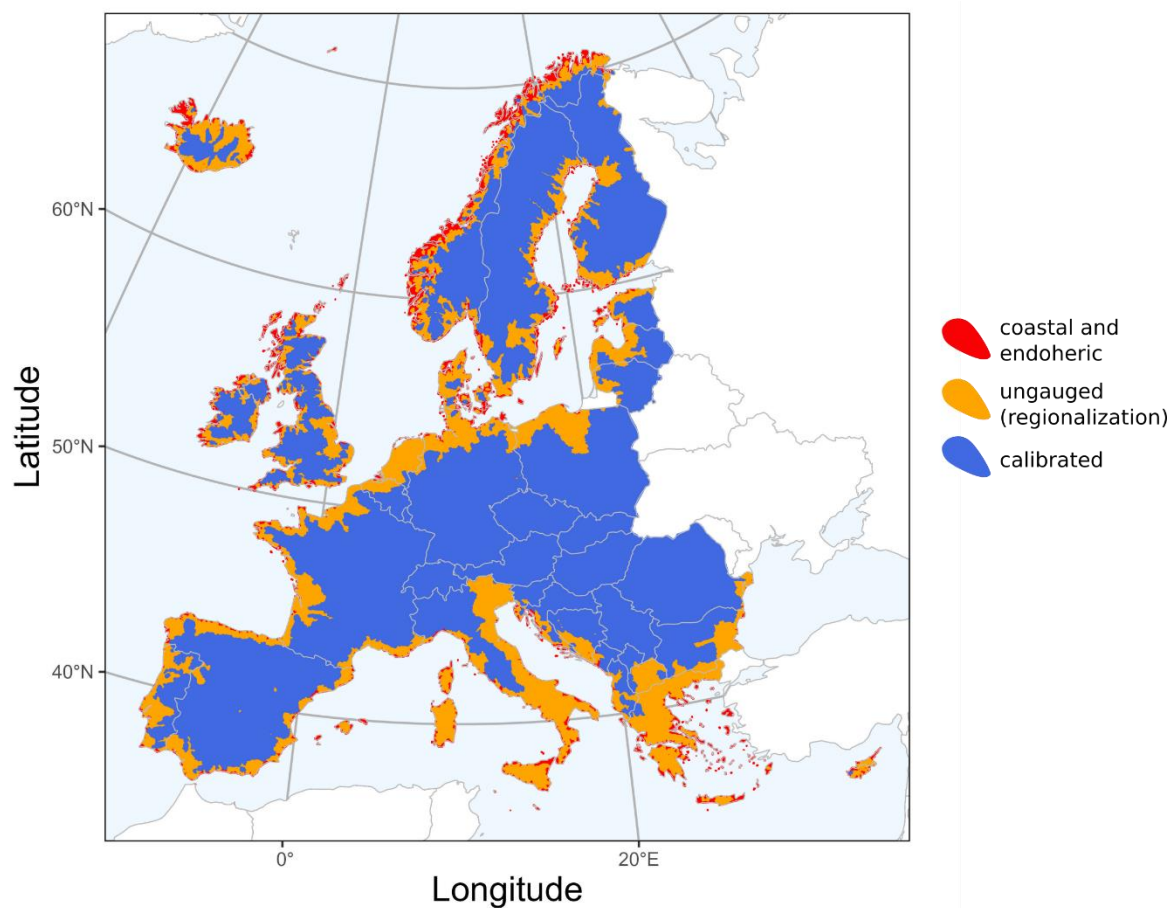 60°N
50°N
40°N
Latitude
0°
20°E
Longitude
coastal and
endoheric
ungauged
(regionalization)
calibrated